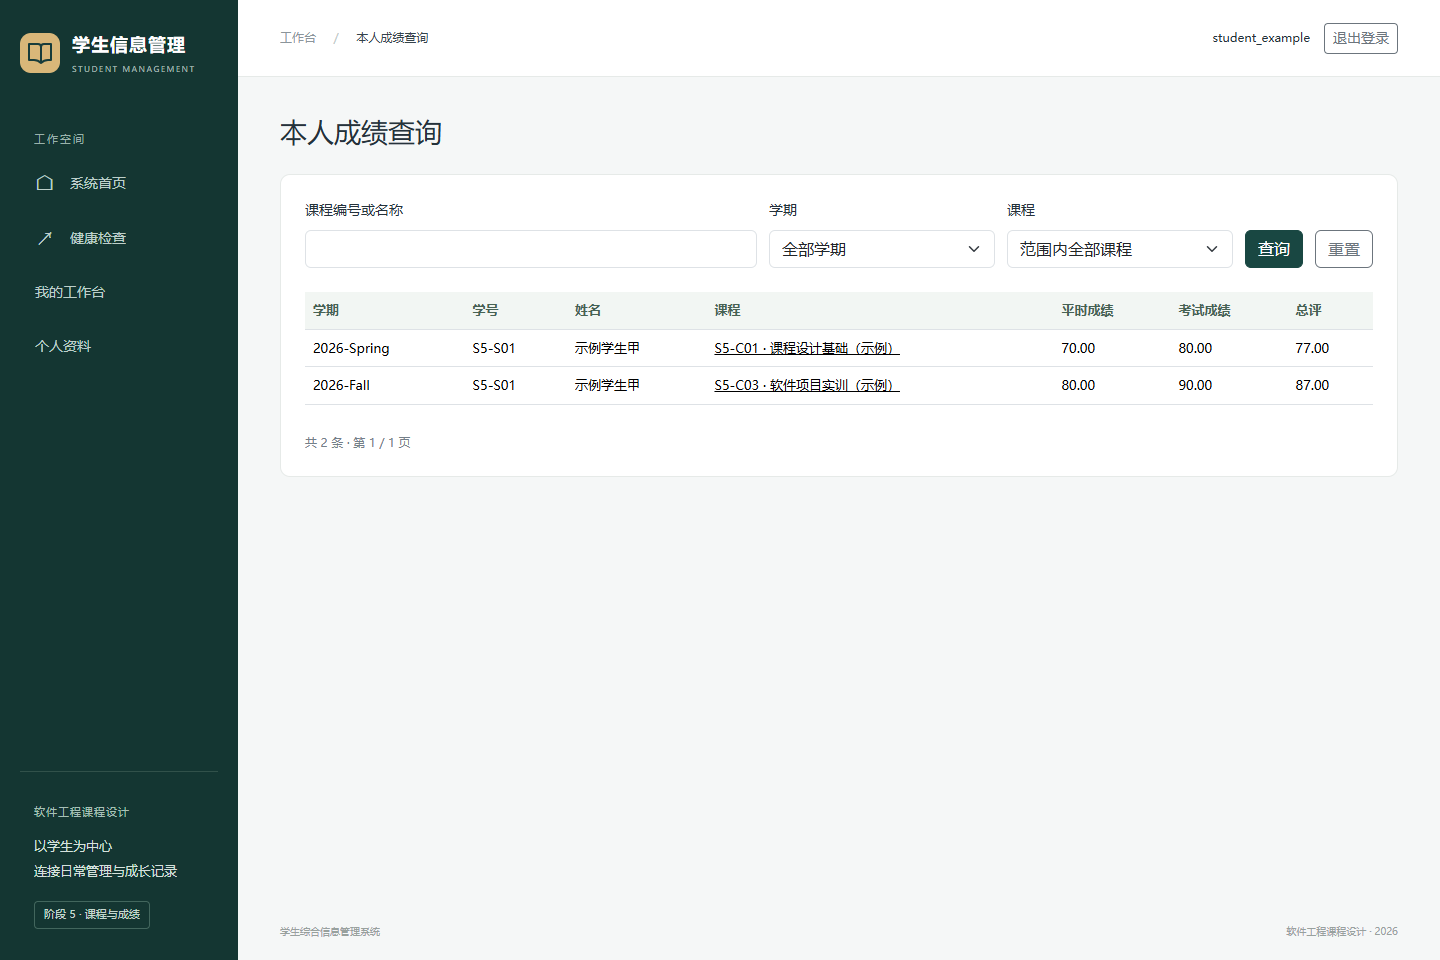 学生信息管理
STUDENT MANAGEMENT
工作空间
系统首页
健康检查
我的工作台
个人资料
软件工程课程设计
以学生为中心
连接日常管理与成长记录
阶段 5 · 课程与成绩
工作台 / 本人成绩查询
student_example 退出登录
本人成绩查询
课程编号或名称 学期 课程
全部学期 范围内全部课程 查询 重置
学期 学号 姓名 课程 平时成绩 考试成绩 总评
2026-Spring S5-S01 示例学生甲 S5-C01 · 课程设计基础（示例） 70.00 80.00 77.00
2026-Fall S5-S01 示例学生甲 S5-C03 · 软件项目实训（示例） 80.00 90.00 87.00
共 2 条 · 第 1 / 1 页
学生综合信息管理系统 软件工程课程设计 · 2026